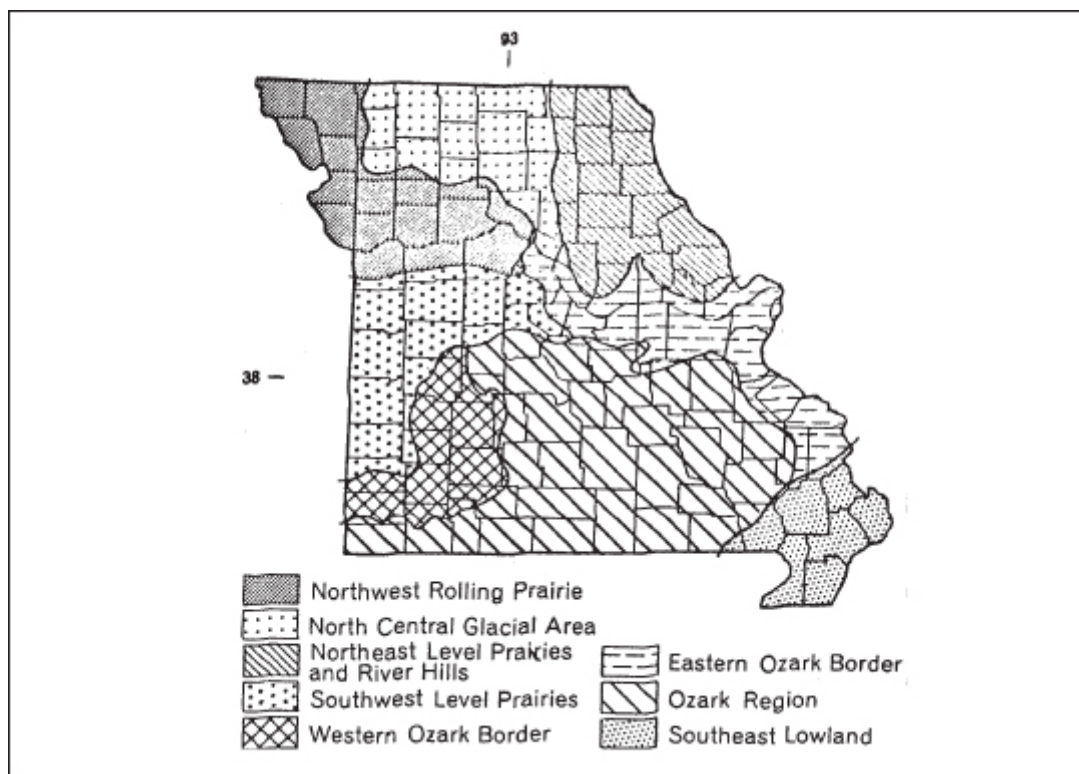 93
38
Northwest Rolling Prairie
North Central Glacial Area
Northeast Level Prakies
and River Hills
Southwest Level Prairies
Western Ozark Border
Eastern Ozark Border
Ozark Region
Southeast Lowland